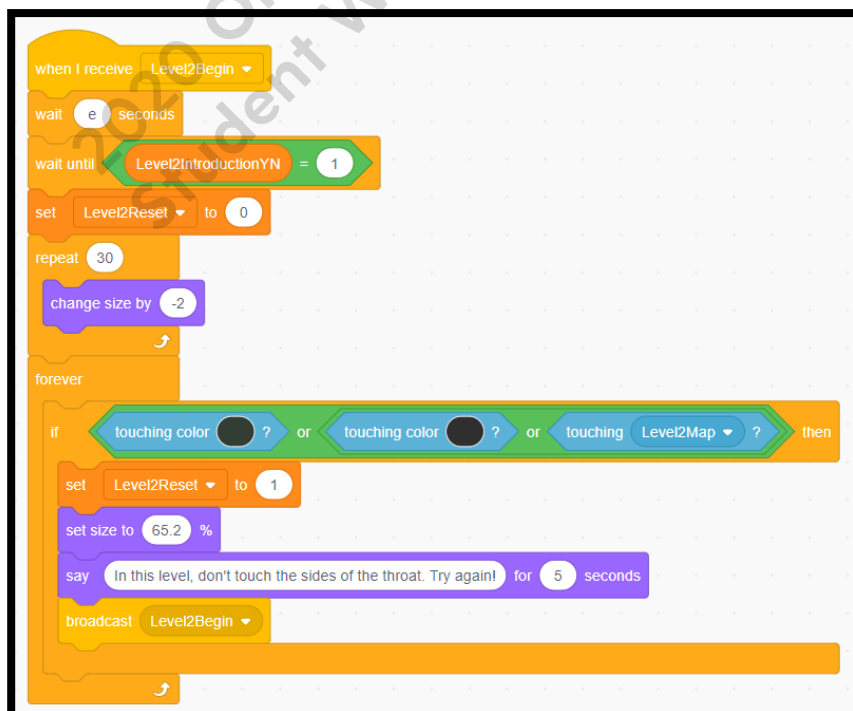 when I receive Level2Begin
wait e seconds
wait until Level2IntroductionYN = 1
set Level2Reset to 0
repeat 30
change size by -2
forever
if touching color ? or touching color ? or touching Level2Map ? then
set Level2Reset to 1
set size to 65.2 %
say In this level, don't touch the sides of the throat. Try again! for 5 seconds
broadcast Level2Begin
2020
Student